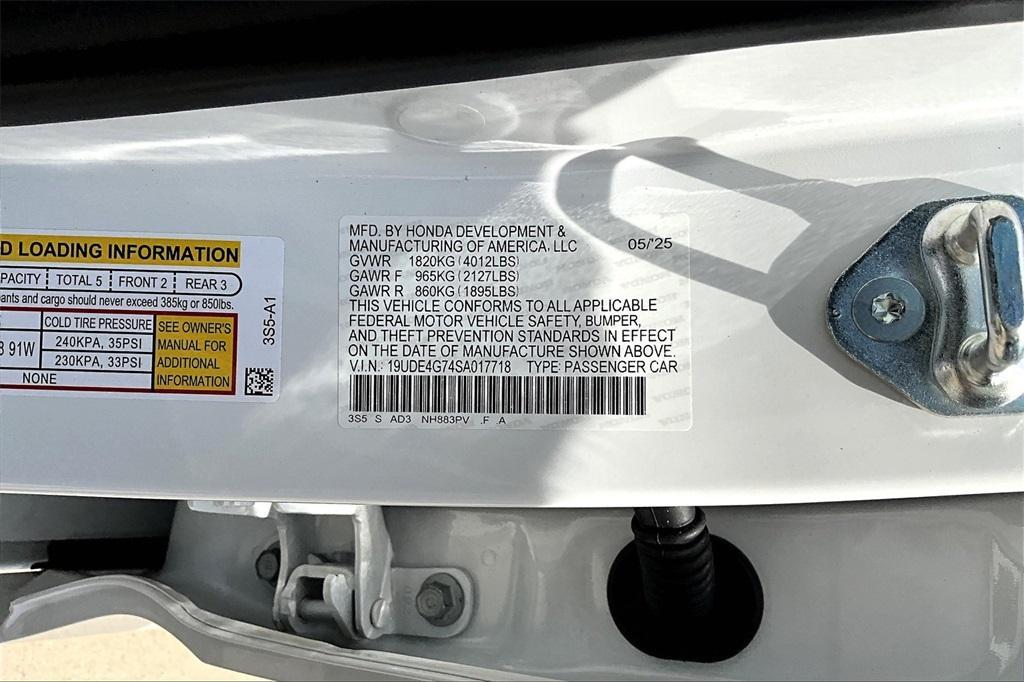 D LOADING INFORMATION
PACITY TOTAL 5 FRONT 2 REAR 3
pants and cargo should never exceed 385kg or 850lbs.
COLD TIRE PRESSURE
8 91W 240KPA, 35PSI
230KPA, 33PSI
NONE
SEE OWNER'S
MANUAL FOR
ADDITIONAL
INFORMATION
3S5-A1
MFD. BY HONDA DEVELOPMENT &
MANUFACTURING OF AMERICA, LLC 05/'25
GVWR 1820KG (4012LBS)
GAWR F 965KG (2127LBS)
GAWR R 860KG (1895LBS)
THIS VEHICLE CONFORMS TO ALL APPLICABLE
FEDERAL MOTOR VEHICLE SAFETY, BUMPER,
AND THEFT PREVENTION STANDARDS IN EFFECT
ON THE DATE OF MANUFACTURE SHOWN ABOVE.
V.I.N.: 19UDE4G74SA017718 TYPE: PASSENGER CAR
3S5 S AD3 NH883PV .F .A